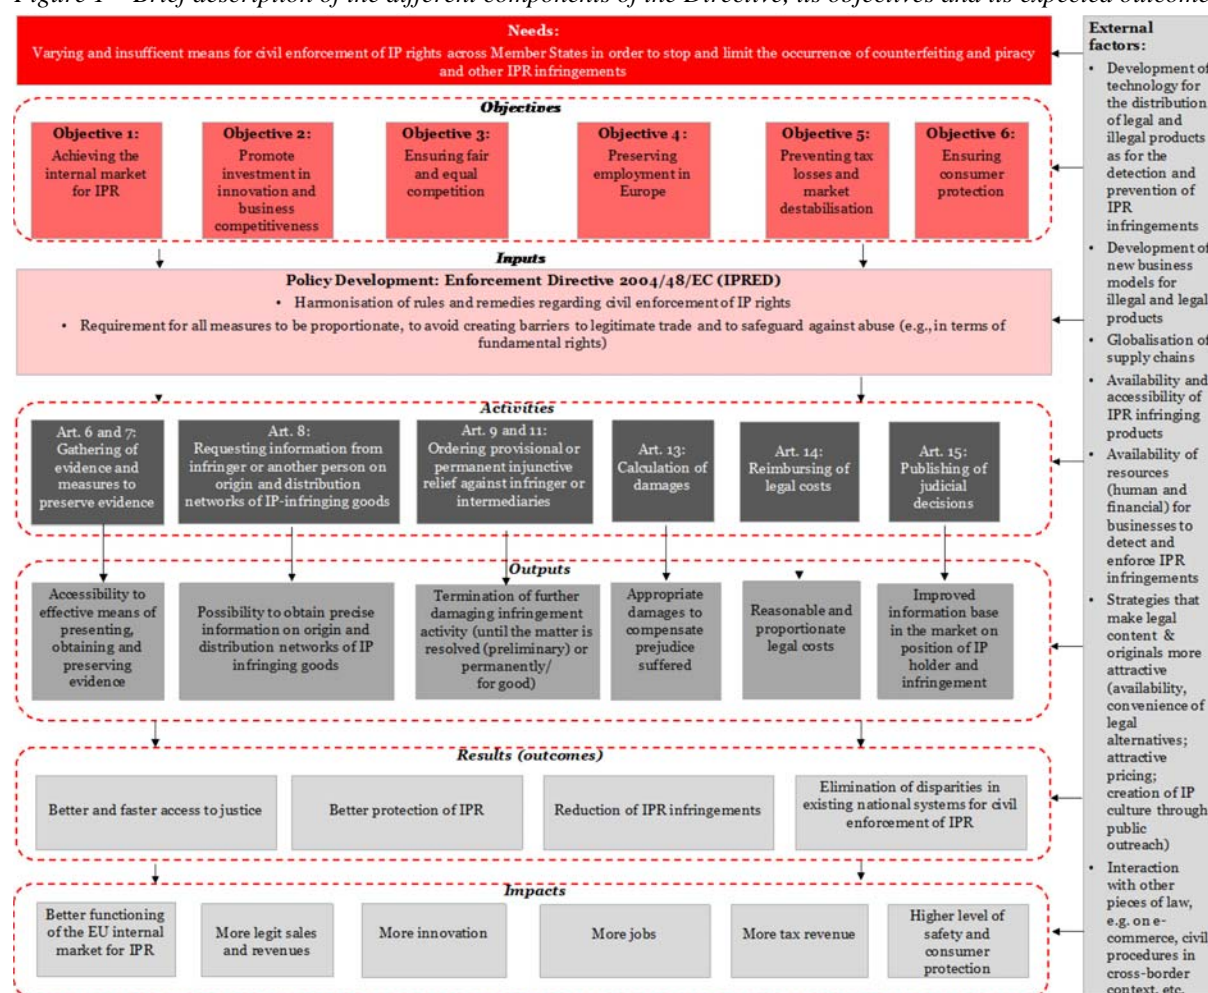 Figure 1 – Brief description of the different components of the Directive, its objectives and its expected outcome
Needs:
Varying and insufficent means for civil enforcement of IP rights across Member States in order to stop and limit the occurrence of counterfeiting and piracy
and other IPR infringements
Objectives
Objective 1:
Achieving the
internal market
for IPR
Objective 2:
Promote
investment in
innovation and
business
competitiveness
Objective 3:
Ensuring fair
and equal
competition
Objective 4:
Preserving
employment in
Europe
Objective 5:
Preventing tax
losses and
market
destabilisation
Objective 6:
Ensuring
consumer
protection
Inputs
Policy Development: Enforcement Directive 2004/48/EC (IPRED)
• Harmonisation of rules and remedies regarding civil enforcement of IP rights
• Requirement for all measures to be proportionate, to avoid creating barriers to legitimate trade and to safeguard against abuse (e.g., in terms of
fundamental rights)
Activities
Art. 6 and 7:
Gathering of
evidence and
measures to
preserve evidence
Art. 8:
Requesting information from
infringer or another person on
origin and distribution
networks of IP-infringing goods
Art. 9 and 11:
Ordering provisional or
permanent injunctive
relief against infringer or
intermediaries
Art. 13:
Calculation of
damages
Art. 14:
Reimbursing of
legal costs
Art. 15:
Publishing of
judicial
decisions
Outputs
Accessibility to
effective means of
presenting,
obtaining and
preserving
evidence
Possibility to obtain precise
information on origin and
distribution networks of IP
infringing goods
Termination of further
damaging infringement
activity (until the matter is
resolved (preliminary) or
permanently/
for good)
Appropriate
damages to
compensate
prejudice
suffered
Reasonable and
proportionate
legal costs
Improved
information base
in the market on
position of IP
holder and
infringement
Results (outcomes)
Better and faster access to justice
Better protection of IPR
Reduction of IPR infringements
Elimination of disparities in
existing national systems for civil
enforcement of IPR
Impacts
Better functioning
of the EU internal
market for IPR
More legit sales
and revenues
More innovation
More jobs
More tax revenue
Higher level of
safety and
consumer
protection
External
factors:
• Development of
technology for
the distribution
of legal and
illegal products
as for the
detection and
prevention of
IPR
infringements
• Development of
new business
models for
illegal and legal
products
• Globalisation of
supply chains
• Availability and
accessibility of
IPR infringing
products
• Availability of
resources
(human and
financial) for
businesses to
detect and
enforce IPR
infringements
• Strategies that
make legal
content &
originals more
attractive
(availability,
convenience of
legal
alternatives;
attractive
pricing;
creation of IP
culture through
public
outreach)
• Interaction
with other
pieces of law,
e.g. on e-
commerce, civil
procedures in
cross-border
context, etc.